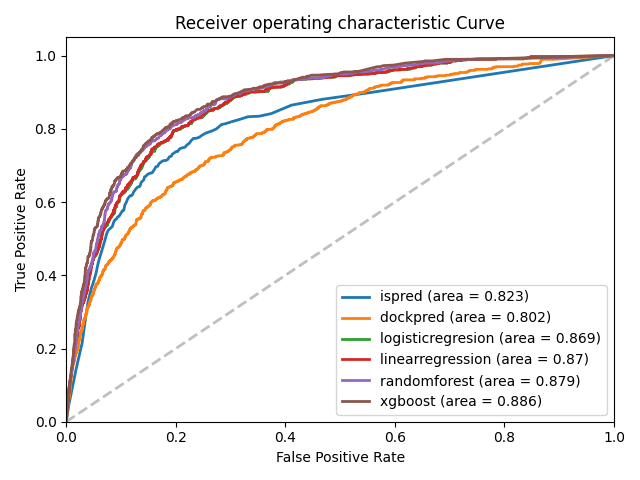 Receiver operating characteristic Curve
1.0
0.8
0.6
0.4
0.2
0.0
True Positive Rate
ispred (area = 0.823)
dockpred (area = 0.802)
logisticregresion (area = 0.869)
linearregression (area = 0.87)
randomforest (area = 0.879)
xgboost (area = 0.886)
0.0 0.2 0.4 0.6 0.8 1.0
False Positive Rate